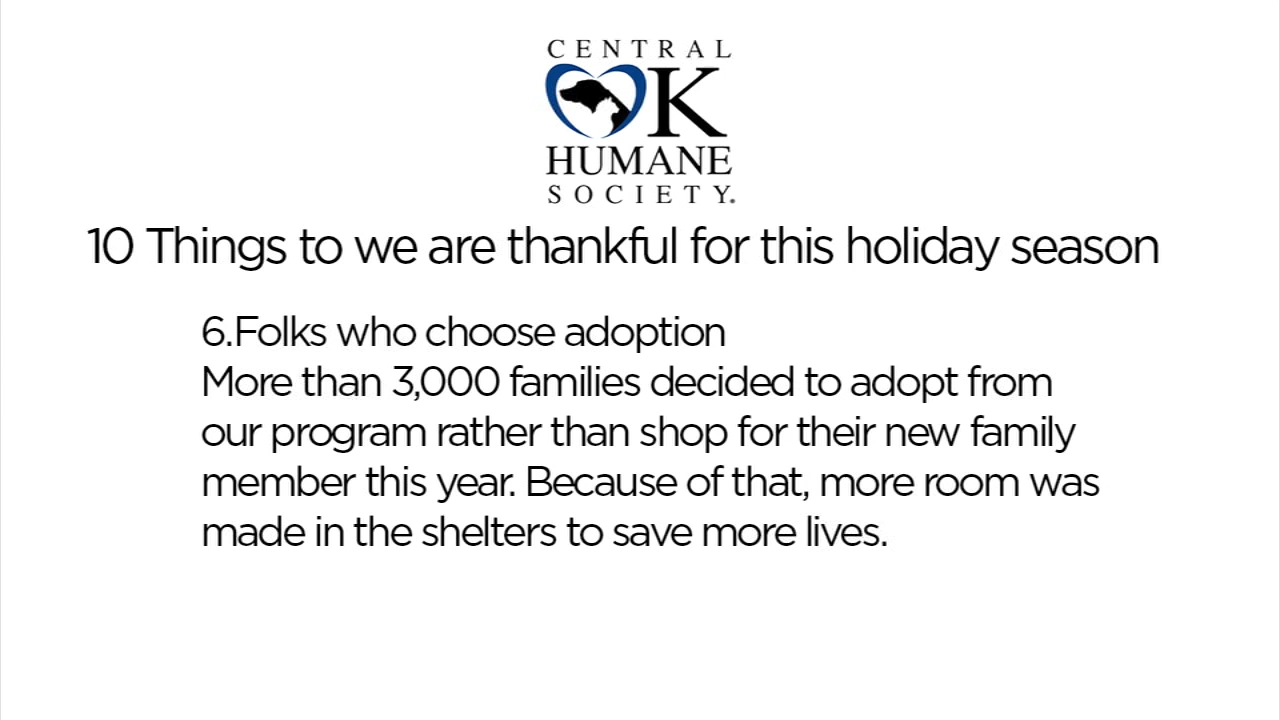 CENTRAL
OK
HUMANE
SOCIETY®
10 Things to we are thankful for this holiday season
6.Folks who choose adoption
More than 3,000 families decided to adopt from
our program rather than shop for their new family
member this year. Because of that, more room was
made in the shelters to save more lives.